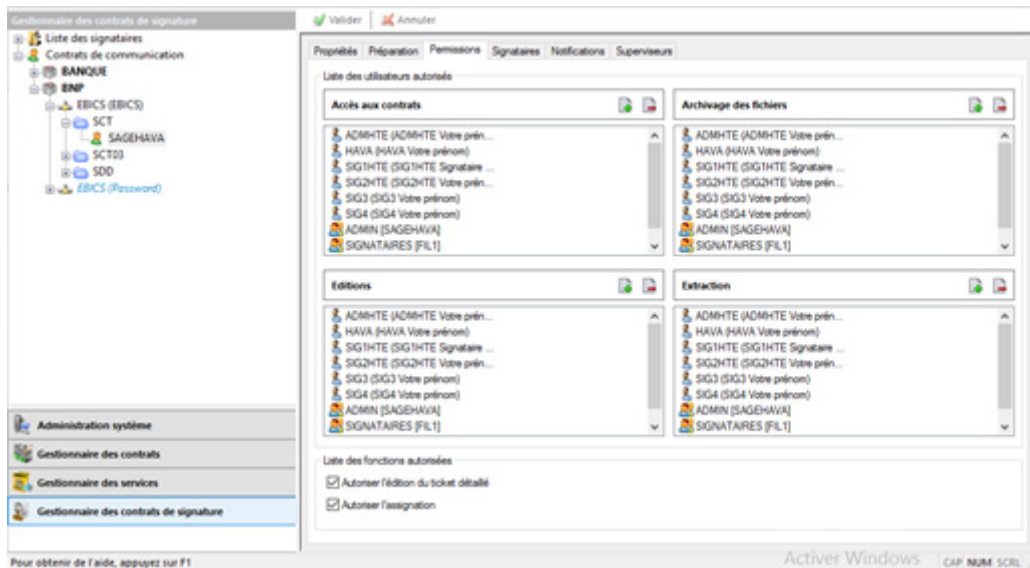 Gestionnaire des contrats de signature
Liste des signataires
Contrats de communication
BANQUE
BNP
EBICS (EBICS)
SCT
SAGEHAVA
SCT03
SDD
EBICS (Password)
Administration système
Gestionnaire des contrats
Gestionnaire des services
Gestionnaire des contrats de signature
Valider Annuler
Propriétés Préparation Permissions Signataires Notifications Superviseurs
Liste des utilisateurs autorisés
Accès aux contrats
ADMHTE (ADMHTE Votre prén...
HAVA (HAVA Votre prénom)
SIG1HTE (SIG1HTE Signataire ...
SIG2HTE (SIG2HTE Votre prén...
SIG3 (SIG3 Votre prénom)
SIG4 (SIG4 Votre prénom)
ADMIN [SAGEHAVA]
SIGNATAIRES [FIL1]
Archivage des fichiers
ADMHTE (ADMHTE Votre prén...
HAVA (HAVA Votre prénom)
SIG1HTE (SIG1HTE Signataire ...
SIG2HTE (SIG2HTE Votre prén...
SIG3 (SIG3 Votre prénom)
SIG4 (SIG4 Votre prénom)
ADMIN [SAGEHAVA]
SIGNATAIRES [FIL1]
Editions
ADMHTE (ADMHTE Votre prén...
HAVA (HAVA Votre prénom)
SIG1HTE (SIG1HTE Signataire ...
SIG2HTE (SIG2HTE Votre prén...
SIG3 (SIG3 Votre prénom)
SIG4 (SIG4 Votre prénom)
ADMIN [SAGEHAVA]
SIGNATAIRES [FIL1]
Extraction
ADMHTE (ADMHTE Votre prén...
HAVA (HAVA Votre prénom)
SIG1HTE (SIG1HTE Signataire ...
SIG2HTE (SIG2HTE Votre prén...
SIG3 (SIG3 Votre prénom)
SIG4 (SIG4 Votre prénom)
ADMIN [SAGEHAVA]
SIGNATAIRES [FIL1]
Liste des fonctions autorisées
Autoriser l'édition du ticket détaillé
Autoriser l'assignation
Pour obtenir de l'aide, appuyez sur F1
Activer Windows
CAP NUM SCRL